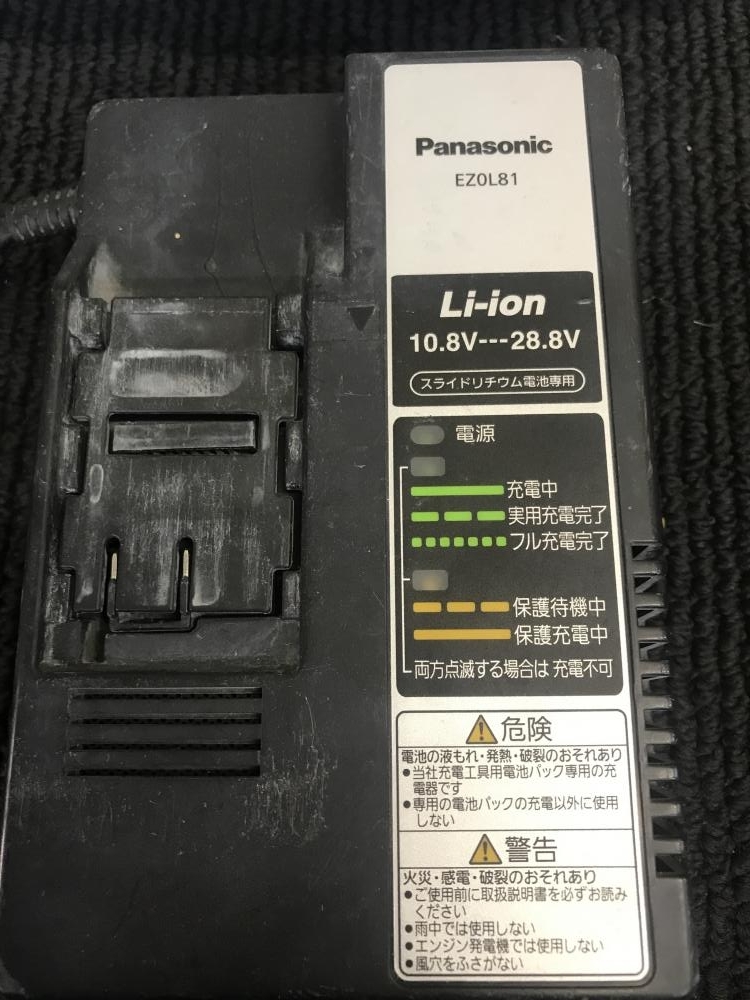 Panasonic
EZ0L81
Li-ion
10.8V---28.8V
スライドリチウム電池専用
電源
充電中
実用充電完了
フル充電完了
保護待機中
保護充電中
両方点滅する場合は 充電不可
危険
電池の液もれ・発熱・破裂のおそれあり
●当社充電工具用電池パック専用の充
電器です
●専用の電池パックの充電以外に使用
しない
警告
火災・感電・破裂のおそれあり
●ご使用前に取扱説明書を必ずお読み
ください
●雨中では使用しない
●エンジン発電機では使用しない
●風穴をふさがない